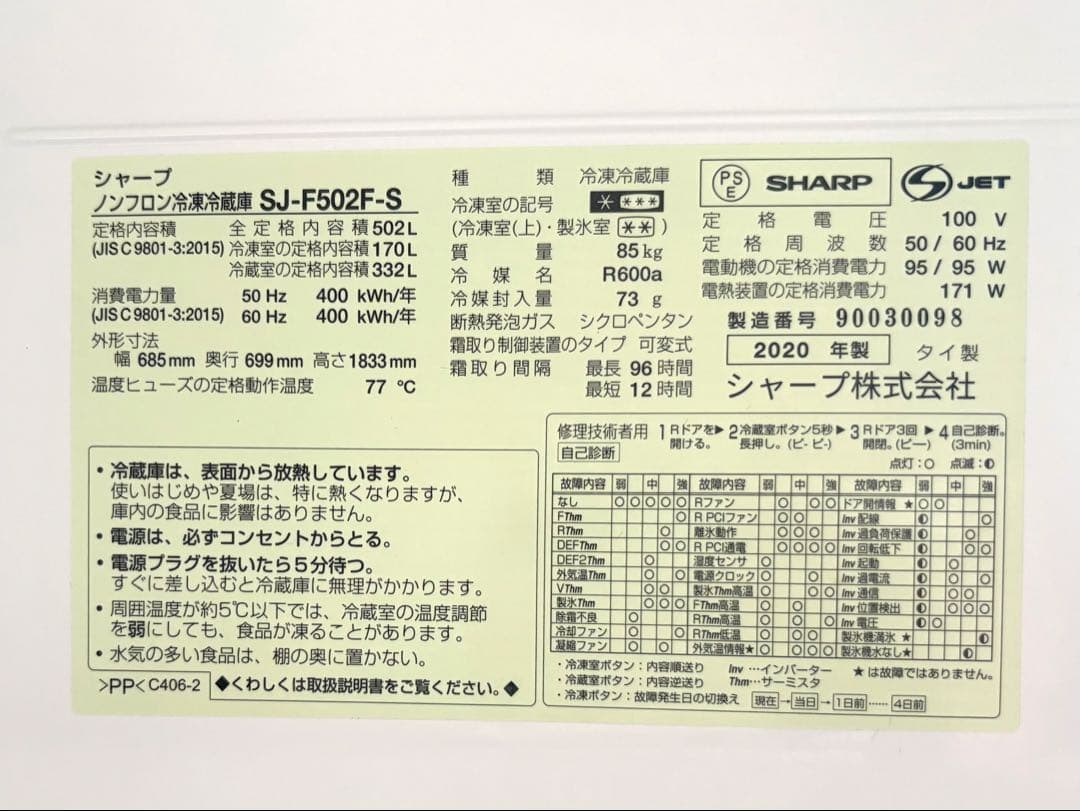 シャープ
ノンフロン冷凍冷蔵庫 SJ-F502F-S
定格内容積 全定格内容積 502L
(JIS C 9801-3:2015) 冷凍室の定格内容積 170L
冷蔵室の定格内容積 332L
消費電力量 50 Hz 400 kWh/年
(JIS C 9801-3:2015) 60 Hz 400 kWh/年
外形寸法
幅 685mm 奥行 699mm 高さ 1833mm
温度ヒューズの定格動作温度 77 ℃
種類 冷凍冷蔵庫
冷凍室の記号 * ***
(冷凍室(上)・製氷室 ** )
質量 85kg
冷媒名 R600a
冷媒封入量 73 g
断熱発泡ガス シクロペンタン
霜取り制御装置のタイプ 可変式
霜取り間隔 最長 96 時間
最短 12 時間
PSE SHARP JET
定格電圧 100 V
定格周波数 50 / 60 Hz
電動機の定格消費電力 95 / 95 W
電熱装置の定格消費電力 171 W
製造番号 90030098
2020 年製 タイ製
シャープ株式会社
・冷蔵庫は、表面から放熱しています。
使いはじめや夏場は、特に熱くなりますが、
庫内の食品に影響はありません。
・電源は、必ずコンセントからとる。
・電源プラグを抜いたら5分待つ。
すぐに差し込むと冷蔵庫に無理がかかります。
・周囲温度が約5℃以下では、冷蔵室の温度調節
を弱にしても、食品が凍ることがあります。
・水気の多い食品は、棚の奥に置かない。
>PP< C406-2 ◆くわしくは取扱説明書をご覧ください。◆
修理技術者用 1 Rドアを▶ 2 冷蔵室ボタン5秒▶ 3 Rドア3回▶ 4 自己診断。
自己診断 開ける。 長押し。(ピ- ピ-) 開閉。(ピー) (3min)
点灯:○ 点滅:◐
故障内容 弱 中 強 故障内容 弱 中 強 故障内容 弱 中 強
なし ○ ○ ○ ○ ○ Rファン ○ ○ ○ ドア開情報 ★ ○ ○
FThm ○ R PCIファン ○ ○ Inv 配線 ◐ ○
RThm ○ 離氷動作 ○ ○ ○ Inv 過負荷保護 ◐ ○
DEFThm ○ ○ R PCI通電 ○ ○ ○ ○ Inv 回転低下 ◐ ○ ○
DEF2Thm ○ 湿度センサ ○ Inv 起動 ◐ ○
外気温Thm ○ ○ 電源クロック ○ ○ Inv 過電流 ◐ ○ ○
VThm ○ ○ 製氷Thm高温 ○ ○ Inv 通信 ◐ ○ ○
製氷Thm ○ ○ ○ FThm高温 ○ ○ Inv 位置検出 ◐ ○ ○ ○
除霜不良 ○ RThm高温 ○ ○ ○ Inv 電圧 ◐ ○
冷却ファン ○ ○ RThm低温 ○ ○ ○ 製氷機満氷 ★ ◐
凝縮ファン ○ ○ 外気温情報★ ○ ○ ○ ○ 製氷機水なし★ ◐
・冷凍室ボタン:内容順送り Inv …インバーター ★は故障ではありません。
・冷蔵室ボタン:内容逆送り Thm…サーミスタ
・冷凍ボタン:故障発生日の切換え 現在→当日→1日前……4日前